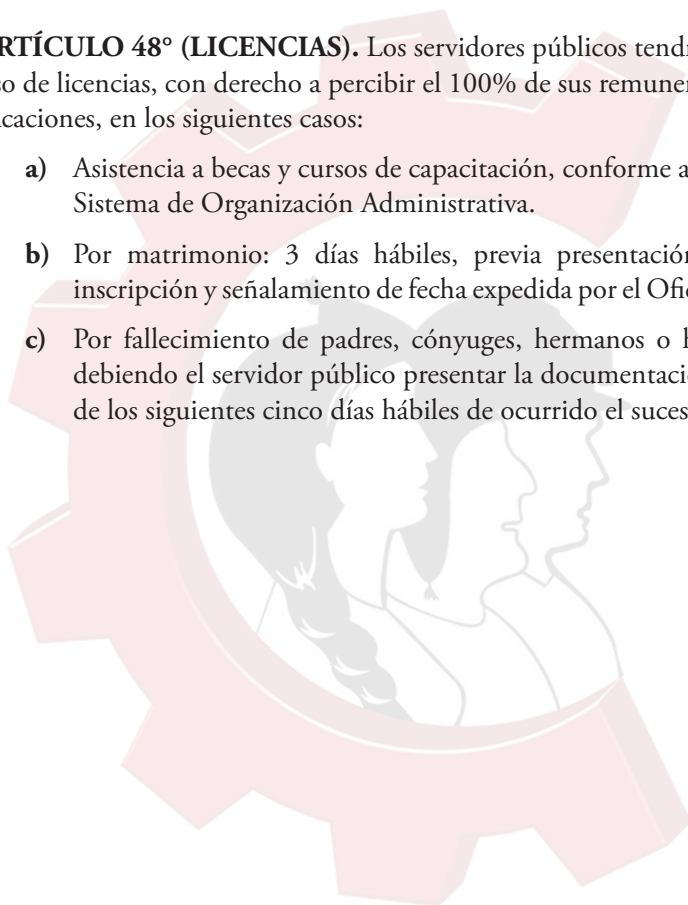 RTÍCULO 48° (LICENCIAS). Los servidores públicos tendr
so de licencias, con derecho a percibir el 100% de sus remuner
caciones, en los siguientes casos:
a) Asistencia a becas y cursos de capacitación, conforme a
Sistema de Organización Administrativa.
b) Por matrimonio: 3 días hábiles, previa presentación
inscripción y señalamiento de fecha expedida por el Ofic
c) Por fallecimiento de padres, cónyuges, hermanos o h
debiendo el servidor público presentar la documentaci
de los siguientes cinco días hábiles de ocurrido el suces